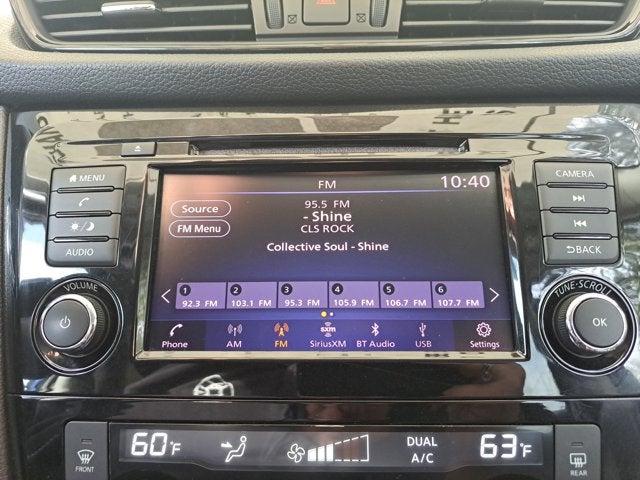 FM
10:40
95.5 FM
- Shine
CLS ROCK
Collective Soul - Shine
Source
FM Menu
1 2 3 4 5 6
92.3 FM 103.1 FM 95.3 FM 105.9 FM 106.7 FM 107.7 FM
Phone AM FM SiriusXM BT Audio USB Settings
sxm
MENU
AUDIO
VOLUME
CAMERA
BACK
TUNE·SCROLL
OK
60°F
DUAL
A/C
63°F
FRONT
REAR